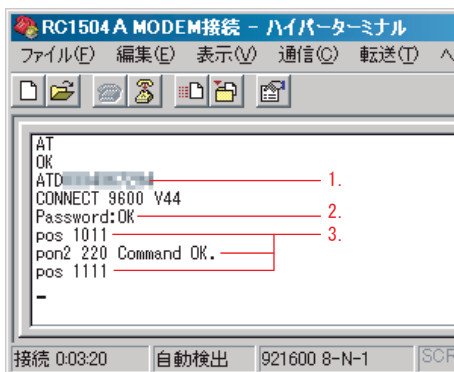 RC1504A MODEM接続 - ハイパーターミナル
ファイル(F) 編集(E) 表示(V) 通信(C) 転送(T)
AT
OK
ATD 1.
CONNECT 9600 V44
Password:OK 2.
pos 1011 3.
pon2 220 Command OK.
pos 1111
接続 0:03:20 自動検出 921600 8-N-1